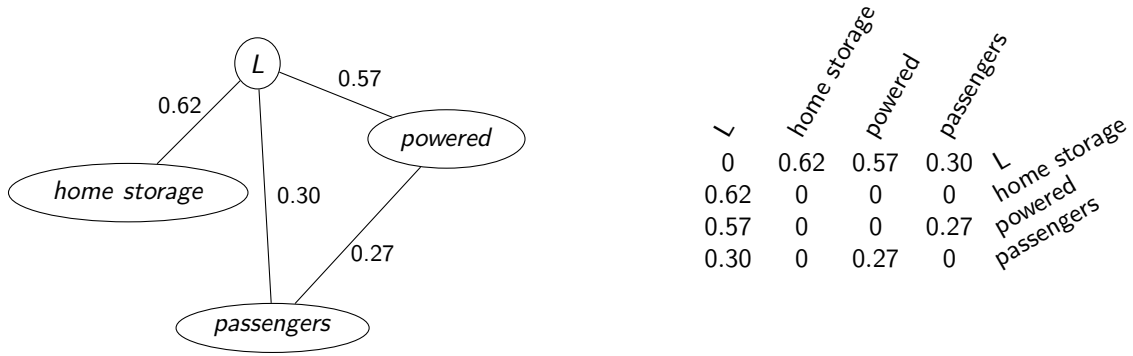 L
0.57
0.62
powered
home storage
0.30
0.27
passengers
L home storage powered passengers
0 0.62 0.57 0.30 L
0.62 0 0 0 home storage
0.57 0 0 0.27 powered
0.30 0 0.27 0 passengers